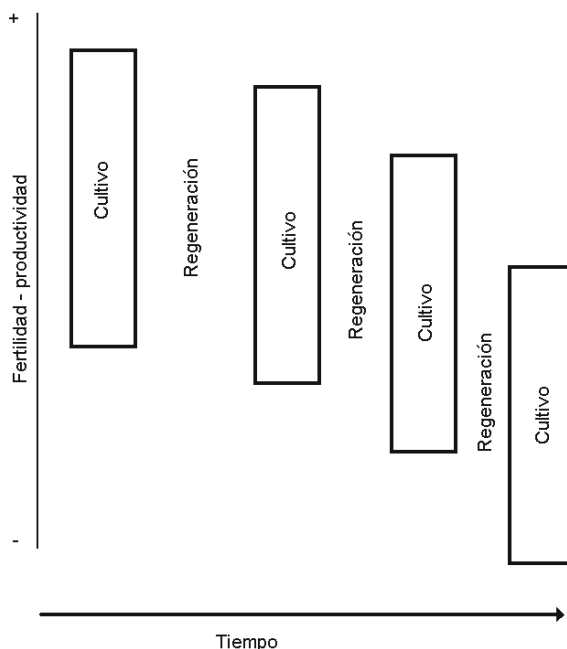 +
Fertilidad - productividad
-
Cultivo
Regeneración
Cultivo
Regeneración
Cultivo
Regeneración
Cultivo
Tiempo